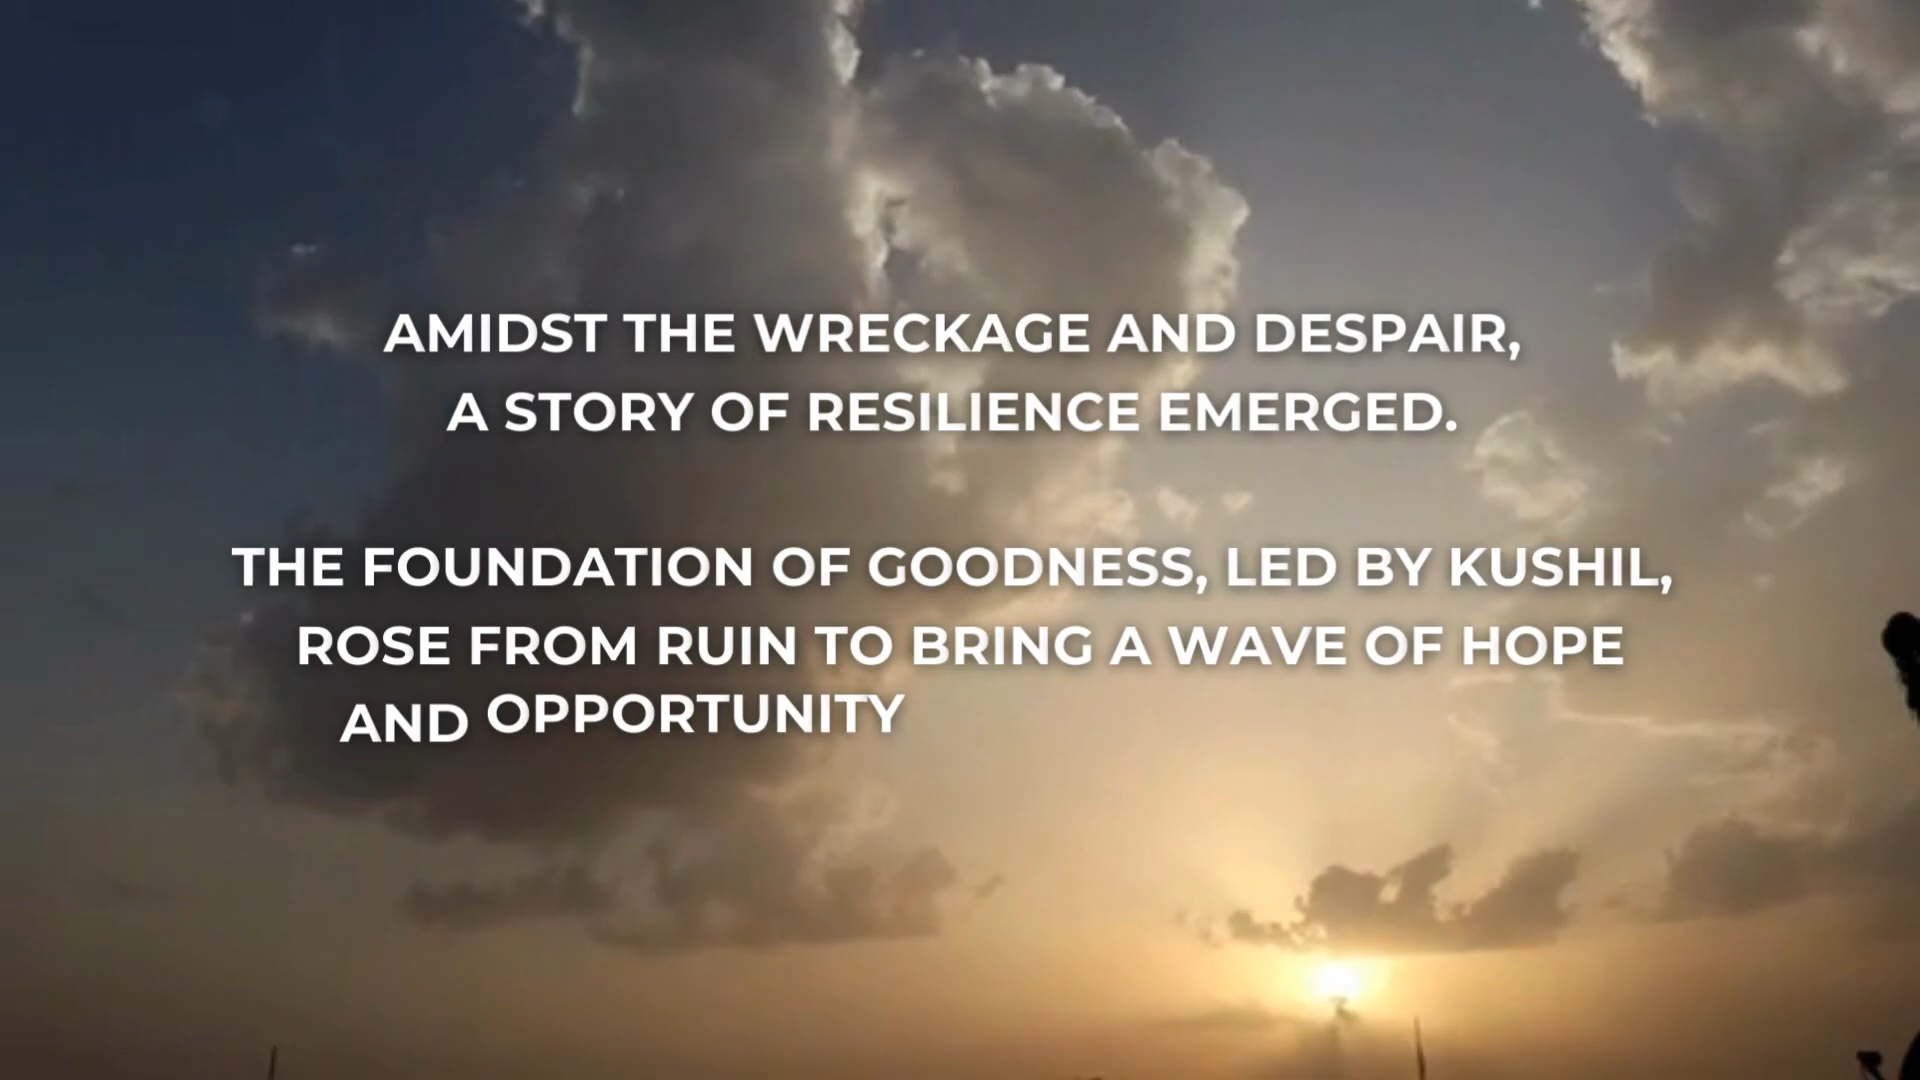 AMIDST THE WRECKAGE AND DESPAIR,
A STORY OF RESILIENCE EMERGED.
THE FOUNDATION OF GOODNESS, LED BY KUSHIL,
ROSE FROM RUIN TO BRING A WAVE OF HOPE
AND OPPORTUNITY